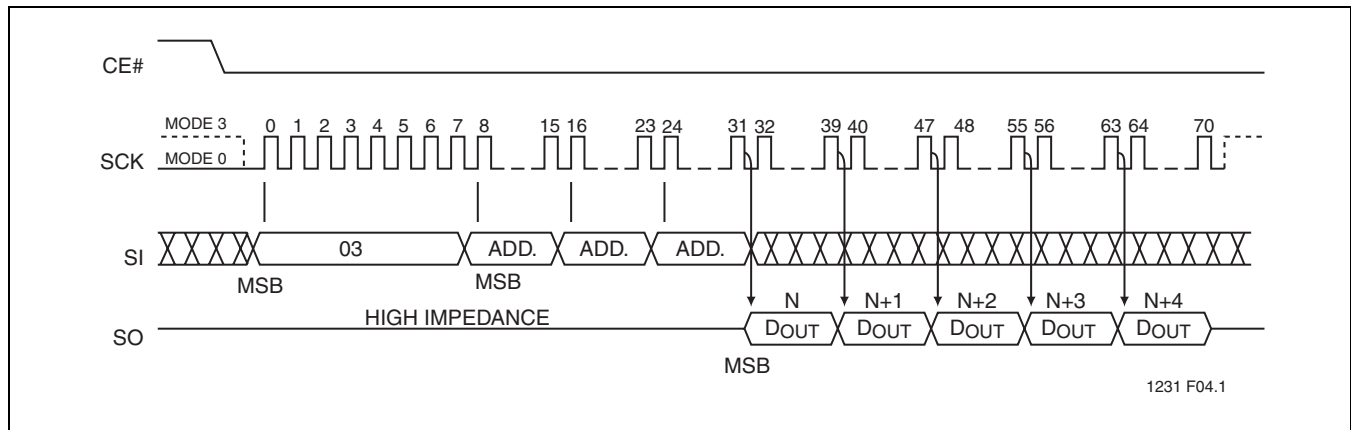 CE#
MODE 3
0 1 2 3 4 5 6 7 8 15 16 23 24 31 32 39 40 47 48 55 56 63 64 70
SCK
MODE 0
SI
03 ADD. ADD. ADD.
MSB MSB
HIGH IMPEDANCE
N N+1 N+2 N+3 N+4
SO
DOUT DOUT DOUT DOUT DOUT
MSB
1231 F04.1